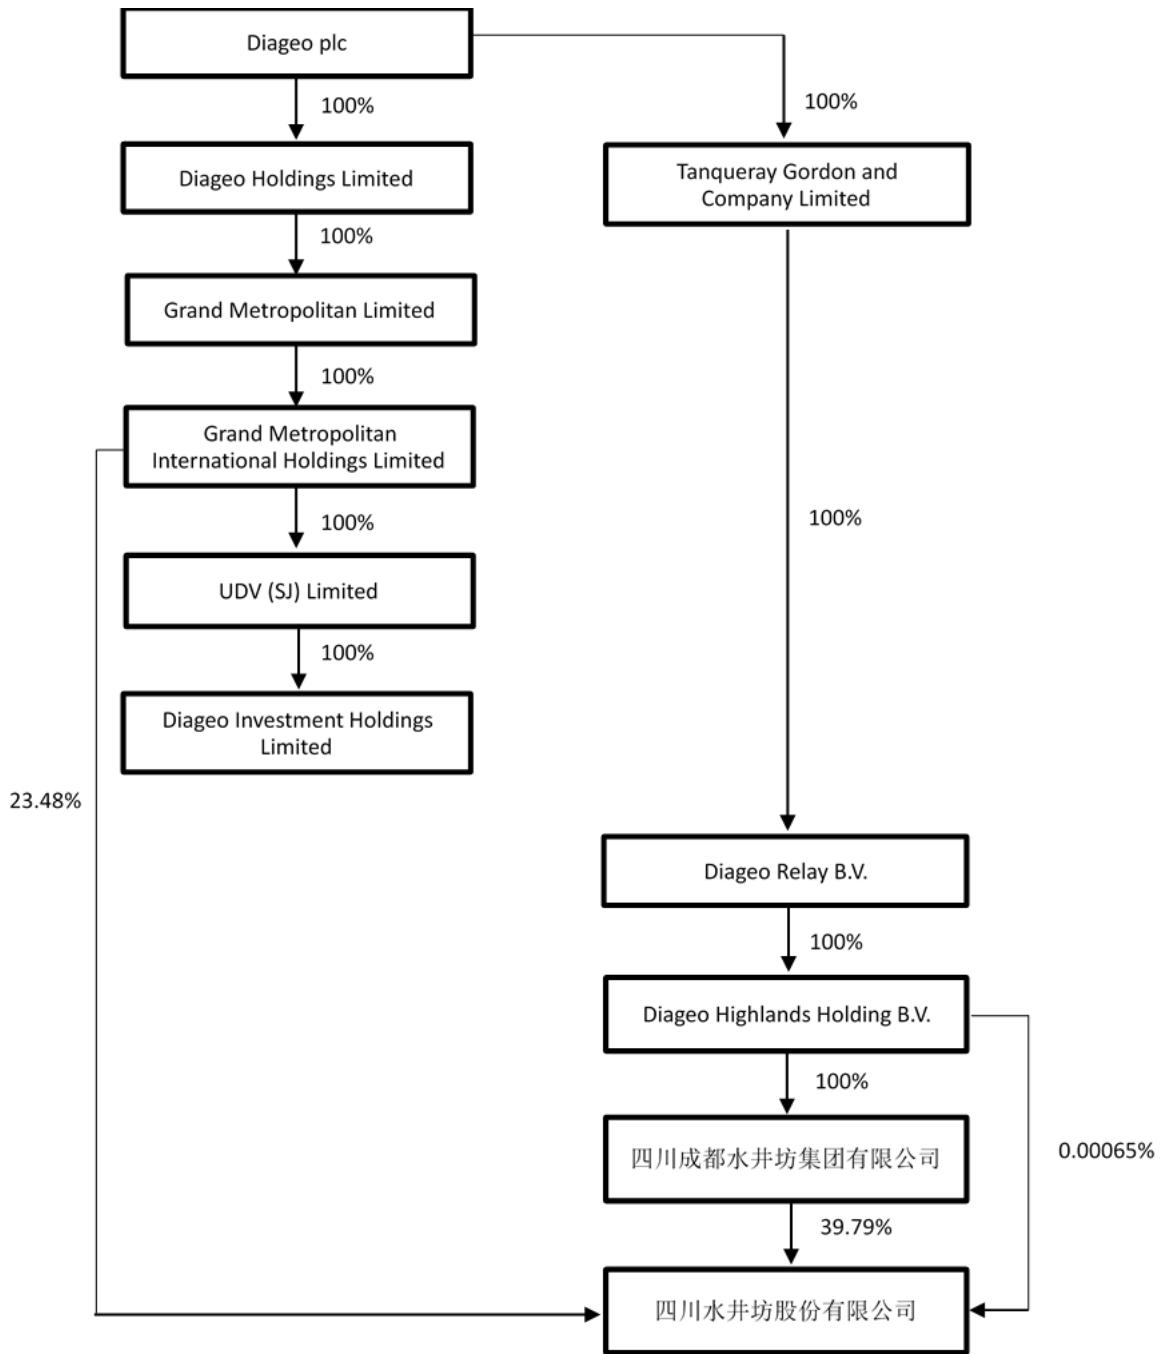 Diageo plc
100%
100%
Diageo Holdings Limited
Tanqueray Gordon and
Company Limited
100%
Grand Metropolitan Limited
100%
Grand Metropolitan
International Holdings Limited
100%
100%
UDV (SJ) Limited
100%
Diageo Investment Holdings
Limited
23.48%
Diageo Relay B.V.
100%
Diageo Highlands Holding B.V.
100%
四川成都水井坊集团有限公司
0.00065%
39.79%
四川水井坊股份有限公司